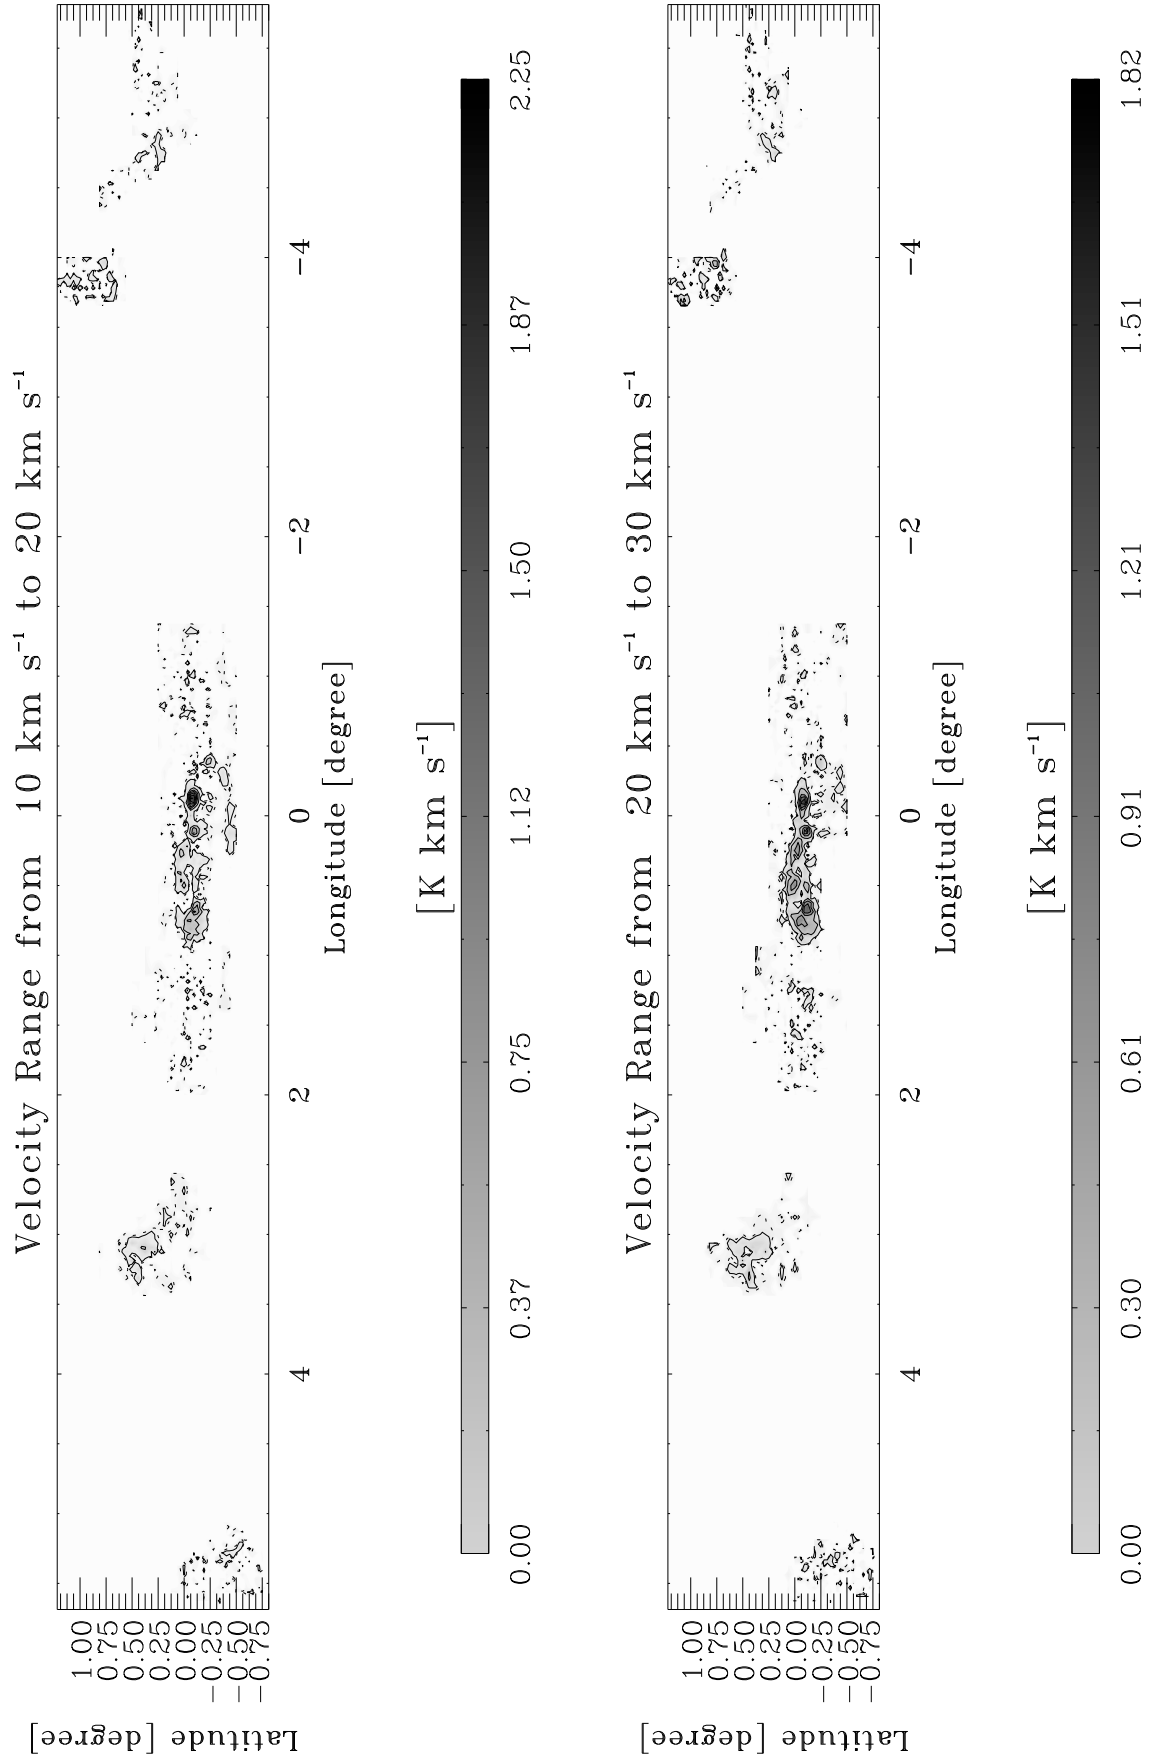 Velocity Range from 10 km s⁻¹ to 20 km s⁻¹
Latitude [degree]
1.00
0.75
0.50
0.25
0.00
−0.25
−0.50
−0.75
4 2 0 −2 −4
Longitude [degree]
[K km s⁻¹]
0.00 0.37 0.75 1.12 1.50 1.87 2.25
Velocity Range from 20 km s⁻¹ to 30 km s⁻¹
Latitude [degree]
1.00
0.75
0.50
0.25
0.00
−0.25
−0.50
−0.75
4 2 0 −2 −4
Longitude [degree]
[K km s⁻¹]
0.00 0.30 0.61 0.91 1.21 1.51 1.82